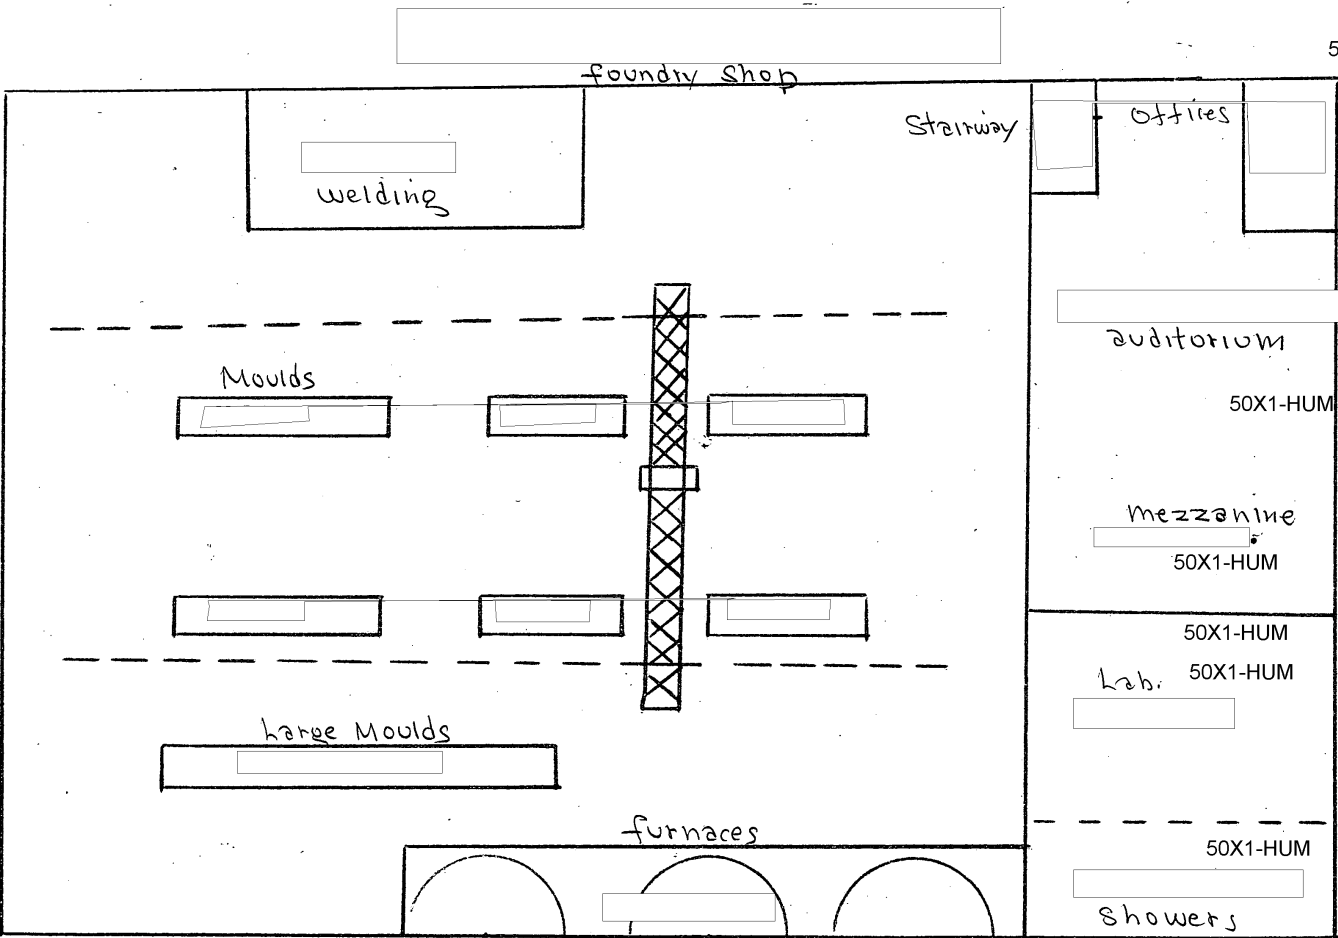 foundry shop
5
Stairway
Offices
welding
auditorium
Moulds
50X1-HUM
mezzanine
50X1-HUM
50X1-HUM
Lab. 50X1-HUM
Large Moulds
furnaces
50X1-HUM
Showers